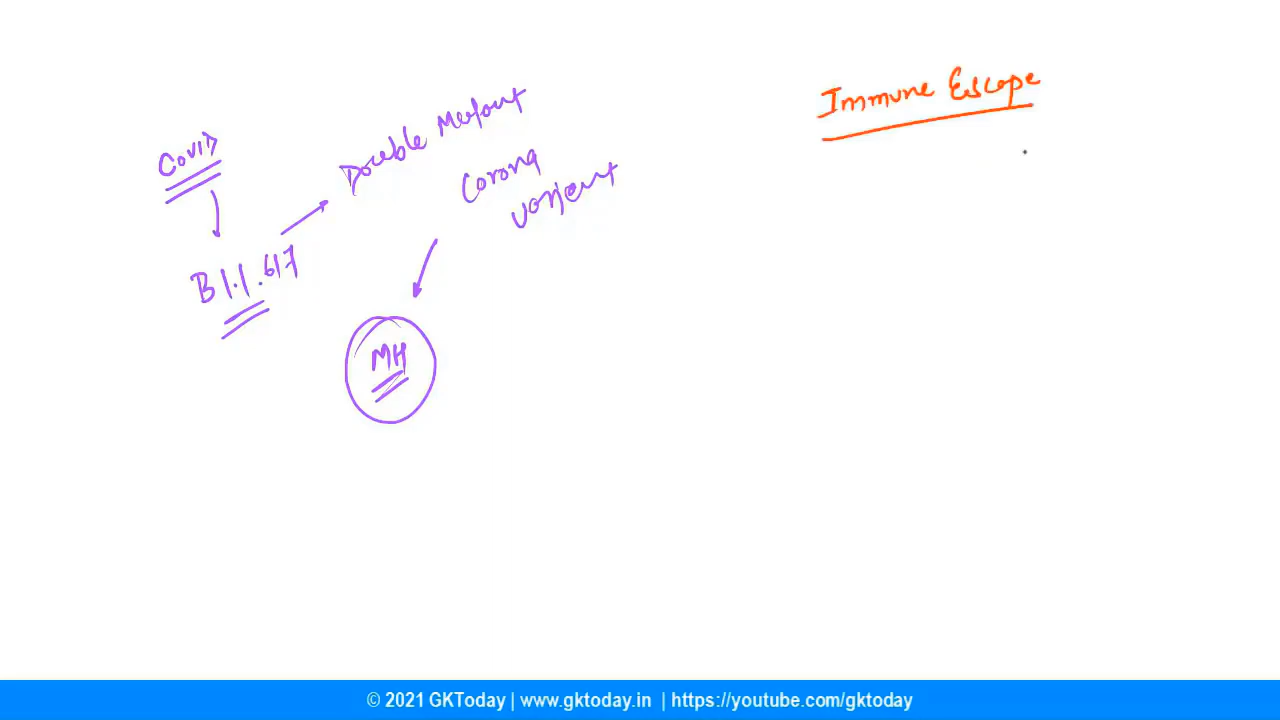 Covid
B1.1.617
Double Mutant
Corona
variant
MH
Immune Escape
© 2021 GKToday | www.gktoday.in | https://youtube.com/gktoday